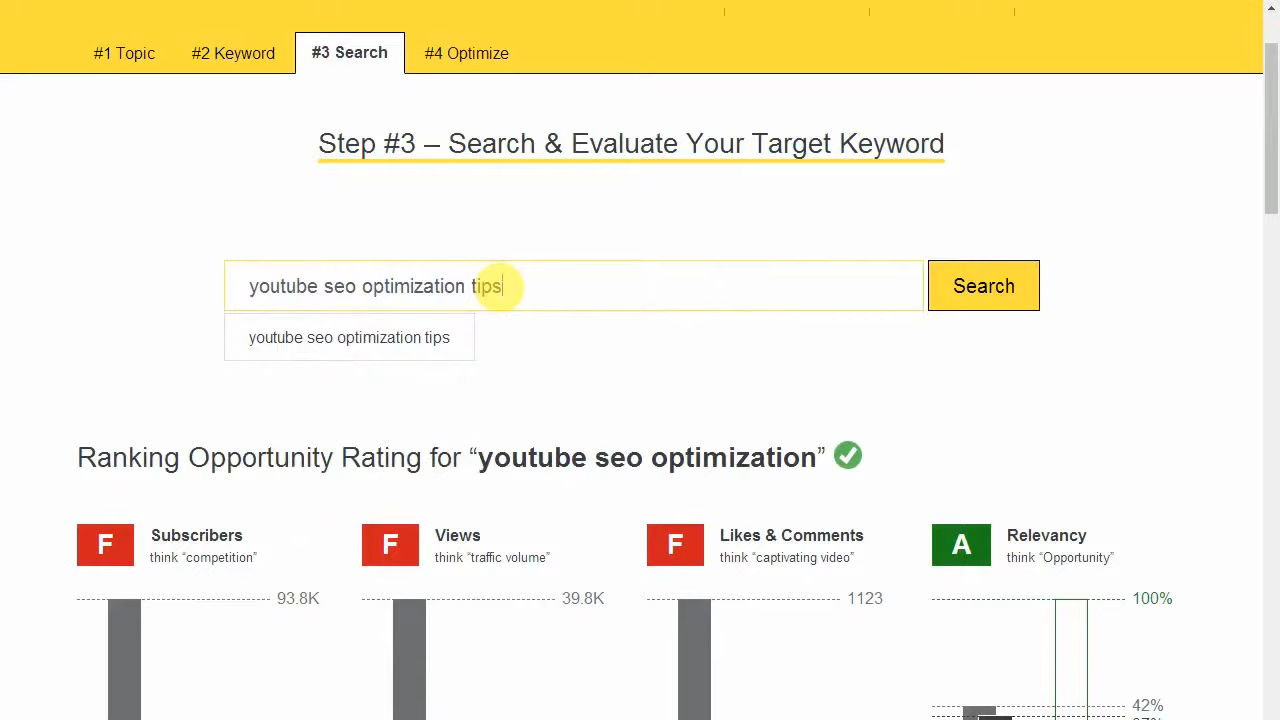 #1 Topic #2 Keyword #3 Search #4 Optimize
Step #3 – Search & Evaluate Your Target Keyword
youtube seo optimization tips Search
youtube seo optimization tips
Ranking Opportunity Rating for “youtube seo optimization”
F Subscribers F Views F Likes & Comments A Relevancy
think “competition” think “traffic volume” think “captivating video” think “Opportunity”
93.8K 39.8K 1123 100%
42%